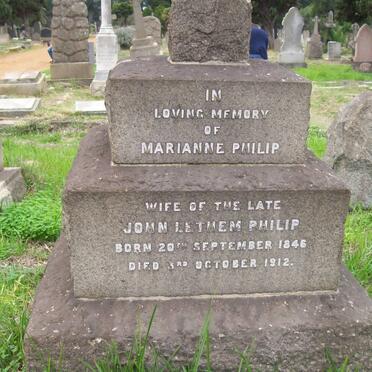 IN
LOVING MEMORY
OF
MARIANNE PHILIP
WIFE OF THE LATE
JOHN LETHEM PHILIP
BORN 20TH SEPTEMBER 1846
DIED 3RD OCTOBER 1912.